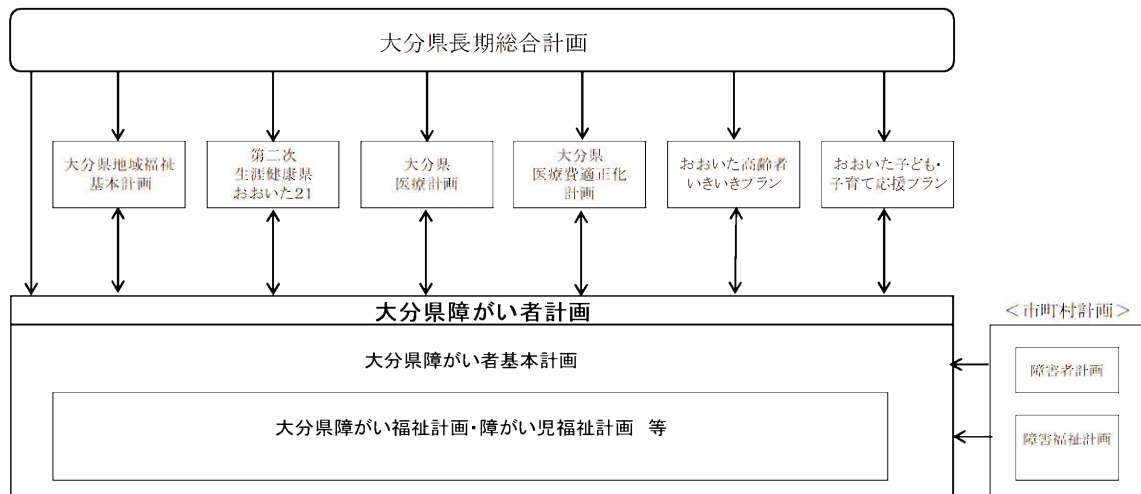 大分県長期総合計画
大分県地域福祉
基本計画
第二次
生涯健康県
おおいた21
大分県
医療計画
大分県
医療費適正化
計画
おおいた高齢者
いきいきプラン
おおいた子ども・
子育て応援プラン
大分県障がい者計画
大分県障がい者基本計画
大分県障がい福祉計画・障がい児福祉計画　等
＜市町村計画＞
障害者計画
障害福祉計画